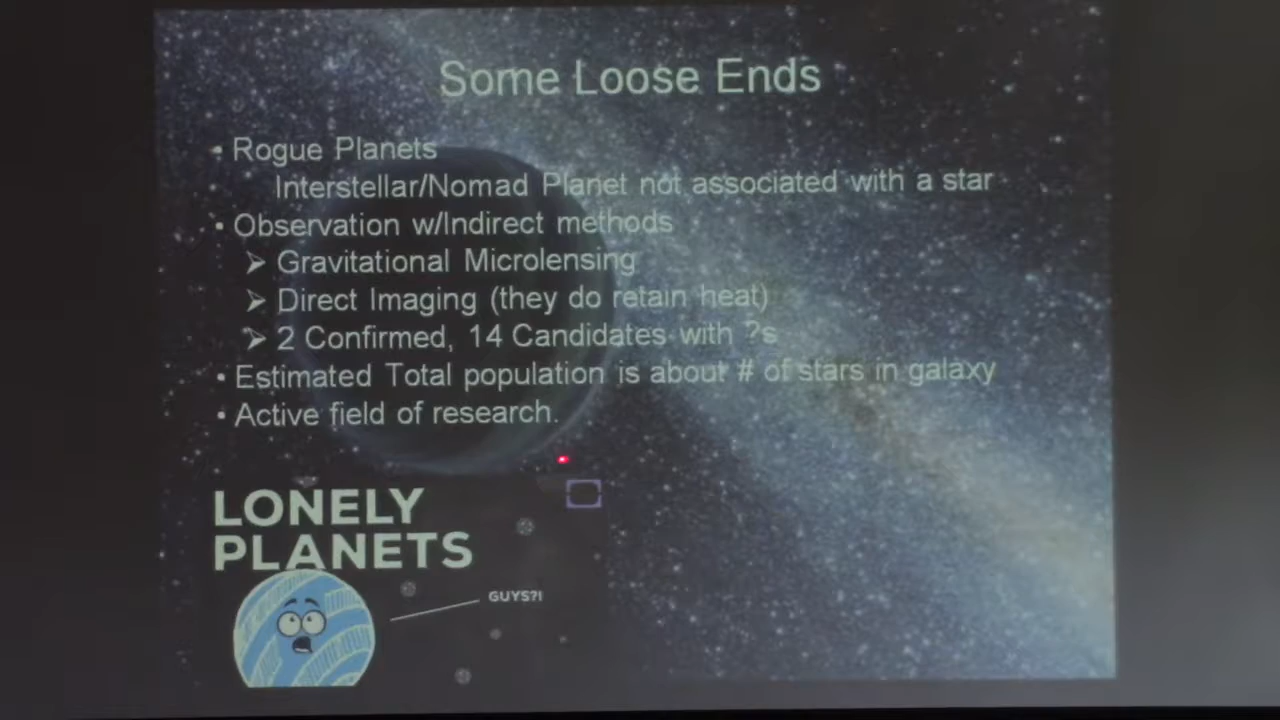 Some Loose Ends
• Rogue Planets
Interstellar/Nomad Planet not associated with a star
• Observation w/Indirect methods
➢ Gravitational Microlensing
➢ Direct Imaging (they do retain heat)
➢ 2 Confirmed, 14 Candidates with ?s
• Estimated Total population is about # of stars in galaxy
• Active field of research.
LONELY
PLANETS
GUYS?!